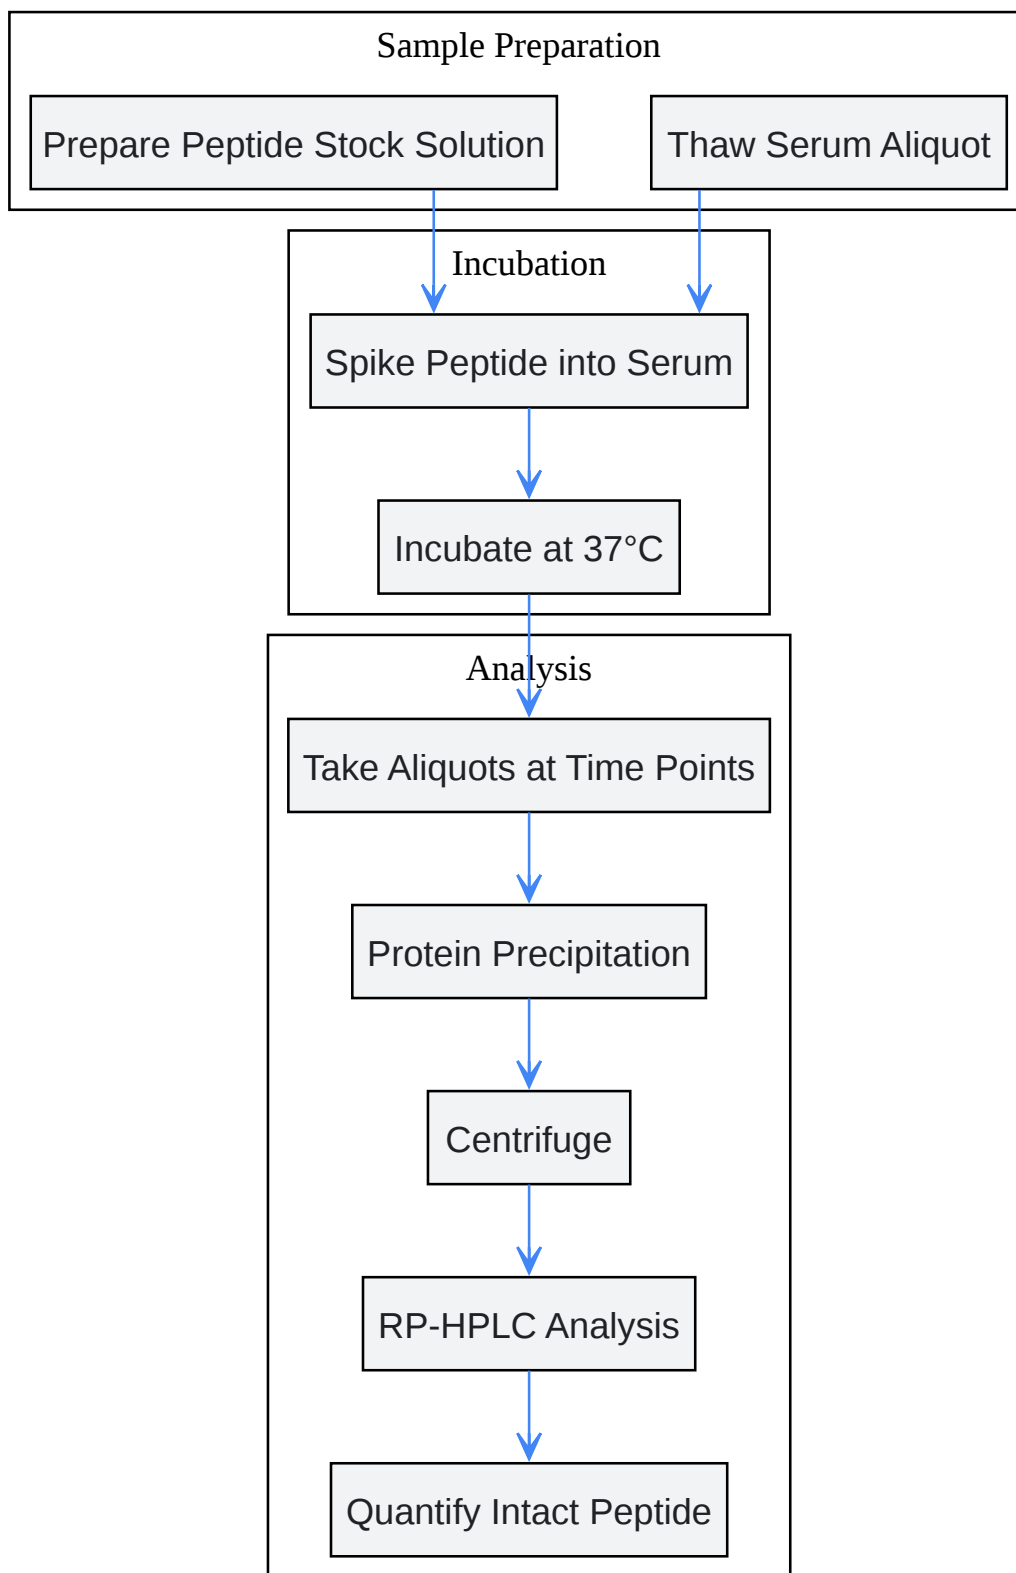 Sample Preparation
Prepare Peptide Stock Solution
Thaw Serum Aliquot
Incubation
Spike Peptide into Serum
Incubate at 37°C
Analysis
Take Aliquots at Time Points
Protein Precipitation
Centrifuge
RP-HPLC Analysis
Quantify Intact Peptide